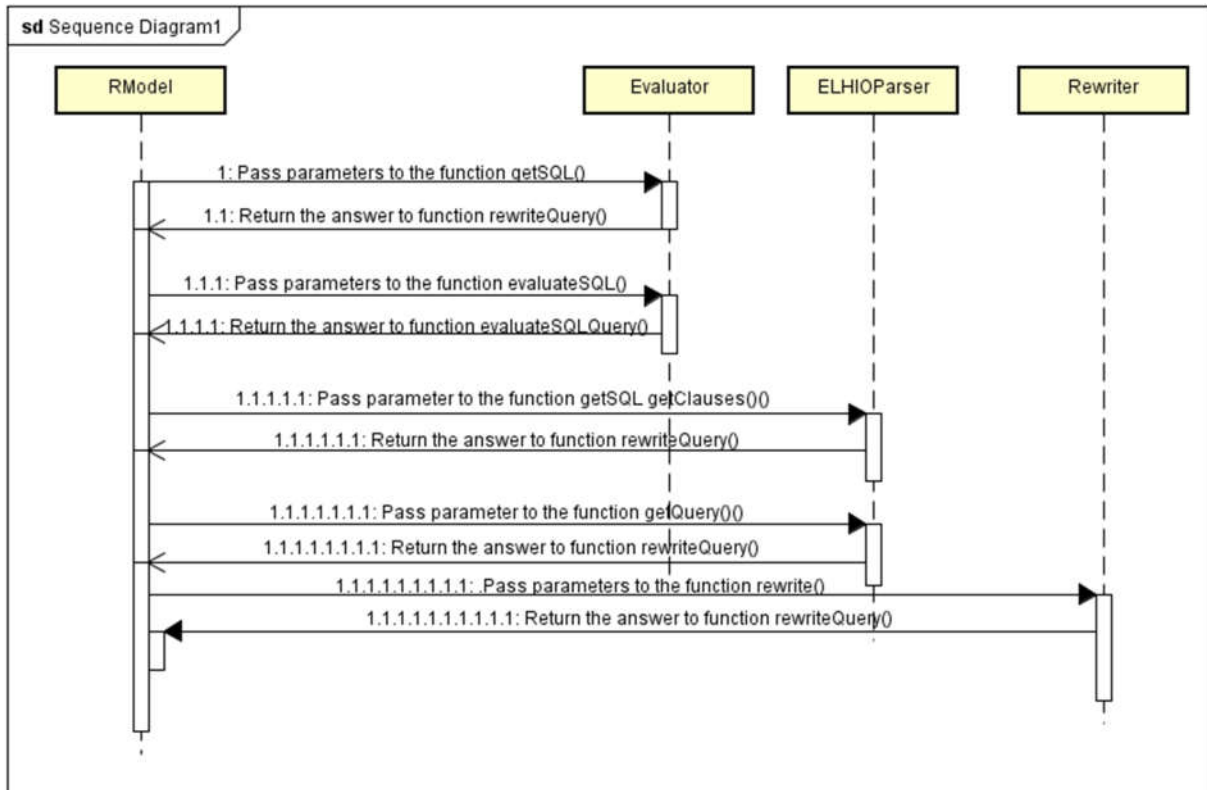 sd Sequence Diagram1
RModel
Evaluator
ELHIOParser
Rewriter
1: Pass parameters to the function getSQL()
1.1: Return the answer to function rewriteQuery()
1.1.1: Pass parameters to the function evaluateSQL()
1.1.1.1: Return the answer to function evaluateSQLQuery()
1.1.1.1.1: Pass parameter to the function getSQL getClauses()()
1.1.1.1.1.1: Return the answer to function rewriteQuery()
1.1.1.1.1.1.1: Pass parameter to the function getQuery()()
1.1.1.1.1.1.1.1: Return the answer to function rewriteQuery()
1.1.1.1.1.1.1.1.1: .Pass parameters to the function rewrite()
1.1.1.1.1.1.1.1.1.1: Return the answer to function rewriteQuery()